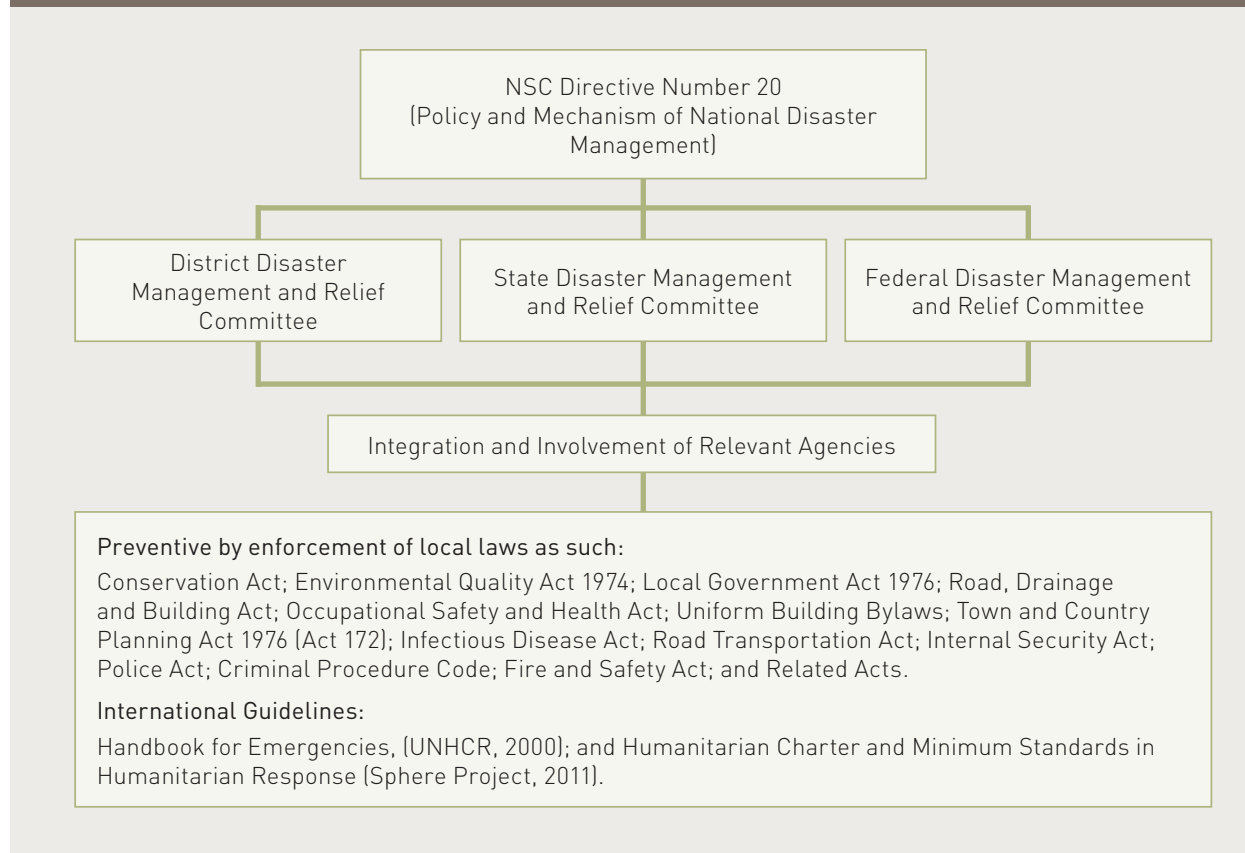 NSC Directive Number 20
(Policy and Mechanism of National Disaster
Management)
District Disaster
Management and Relief
Committee
State Disaster Management
and Relief Committee
Federal Disaster Management
and Relief Committee
Integration and Involvement of Relevant Agencies
Preventive by enforcement of local laws as such:
Conservation Act; Environmental Quality Act 1974; Local Government Act 1976; Road, Drainage
and Building Act; Occupational Safety and Health Act; Uniform Building Bylaws; Town and Country
Planning Act 1976 (Act 172); Infectious Disease Act; Road Transportation Act; Internal Security Act;
Police Act; Criminal Procedure Code; Fire and Safety Act; and Related Acts.
International Guidelines:
Handbook for Emergencies, (UNHCR, 2000); and Humanitarian Charter and Minimum Standards in
Humanitarian Response (Sphere Project, 2011).